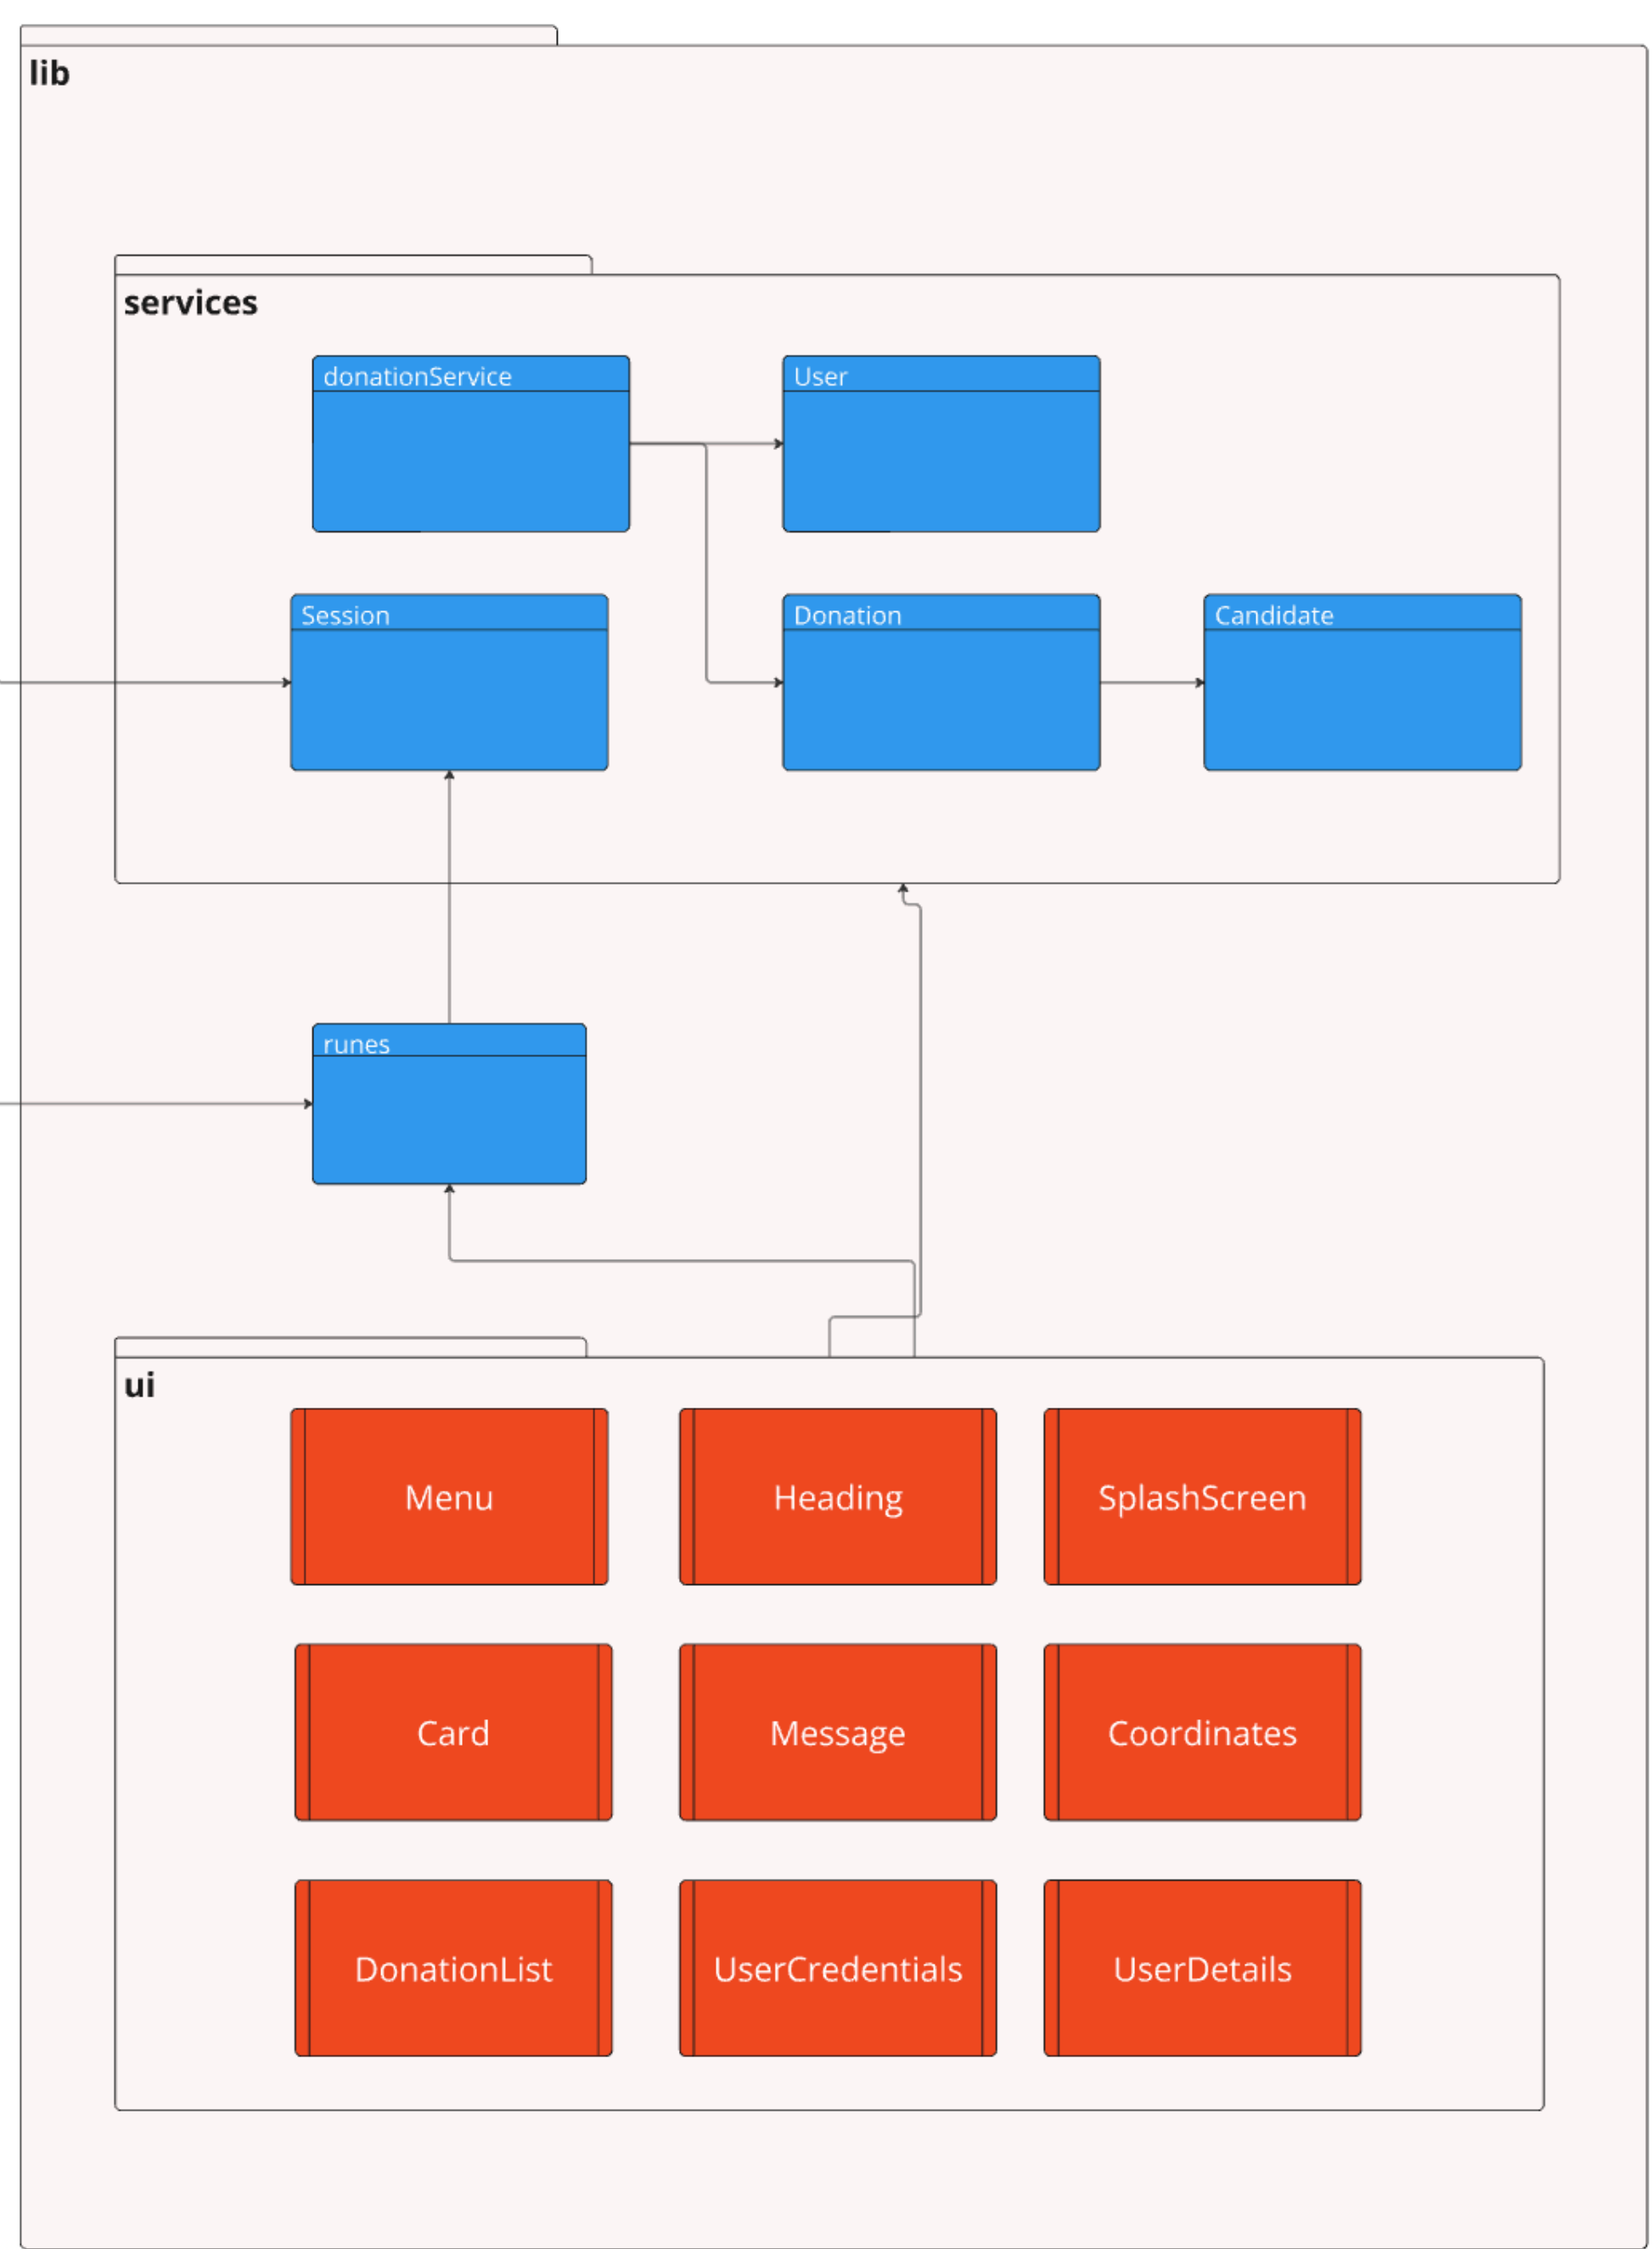 lib
services
donationService
User
Session
Donation
Candidate
runes
ui
Menu
Heading
SplashScreen
Card
Message
Coordinates
DonationList
UserCredentials
UserDetails